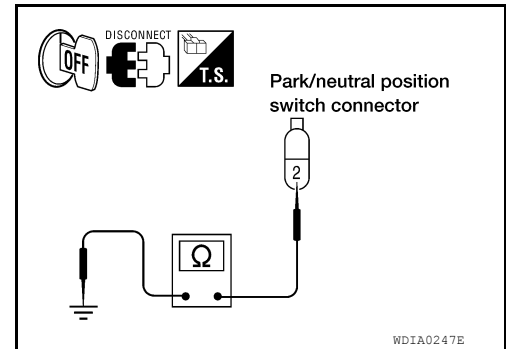 OFF
DISCONNECT
T.S.
Park/neutral position
switch connector
2
Ω
WDIA0247E